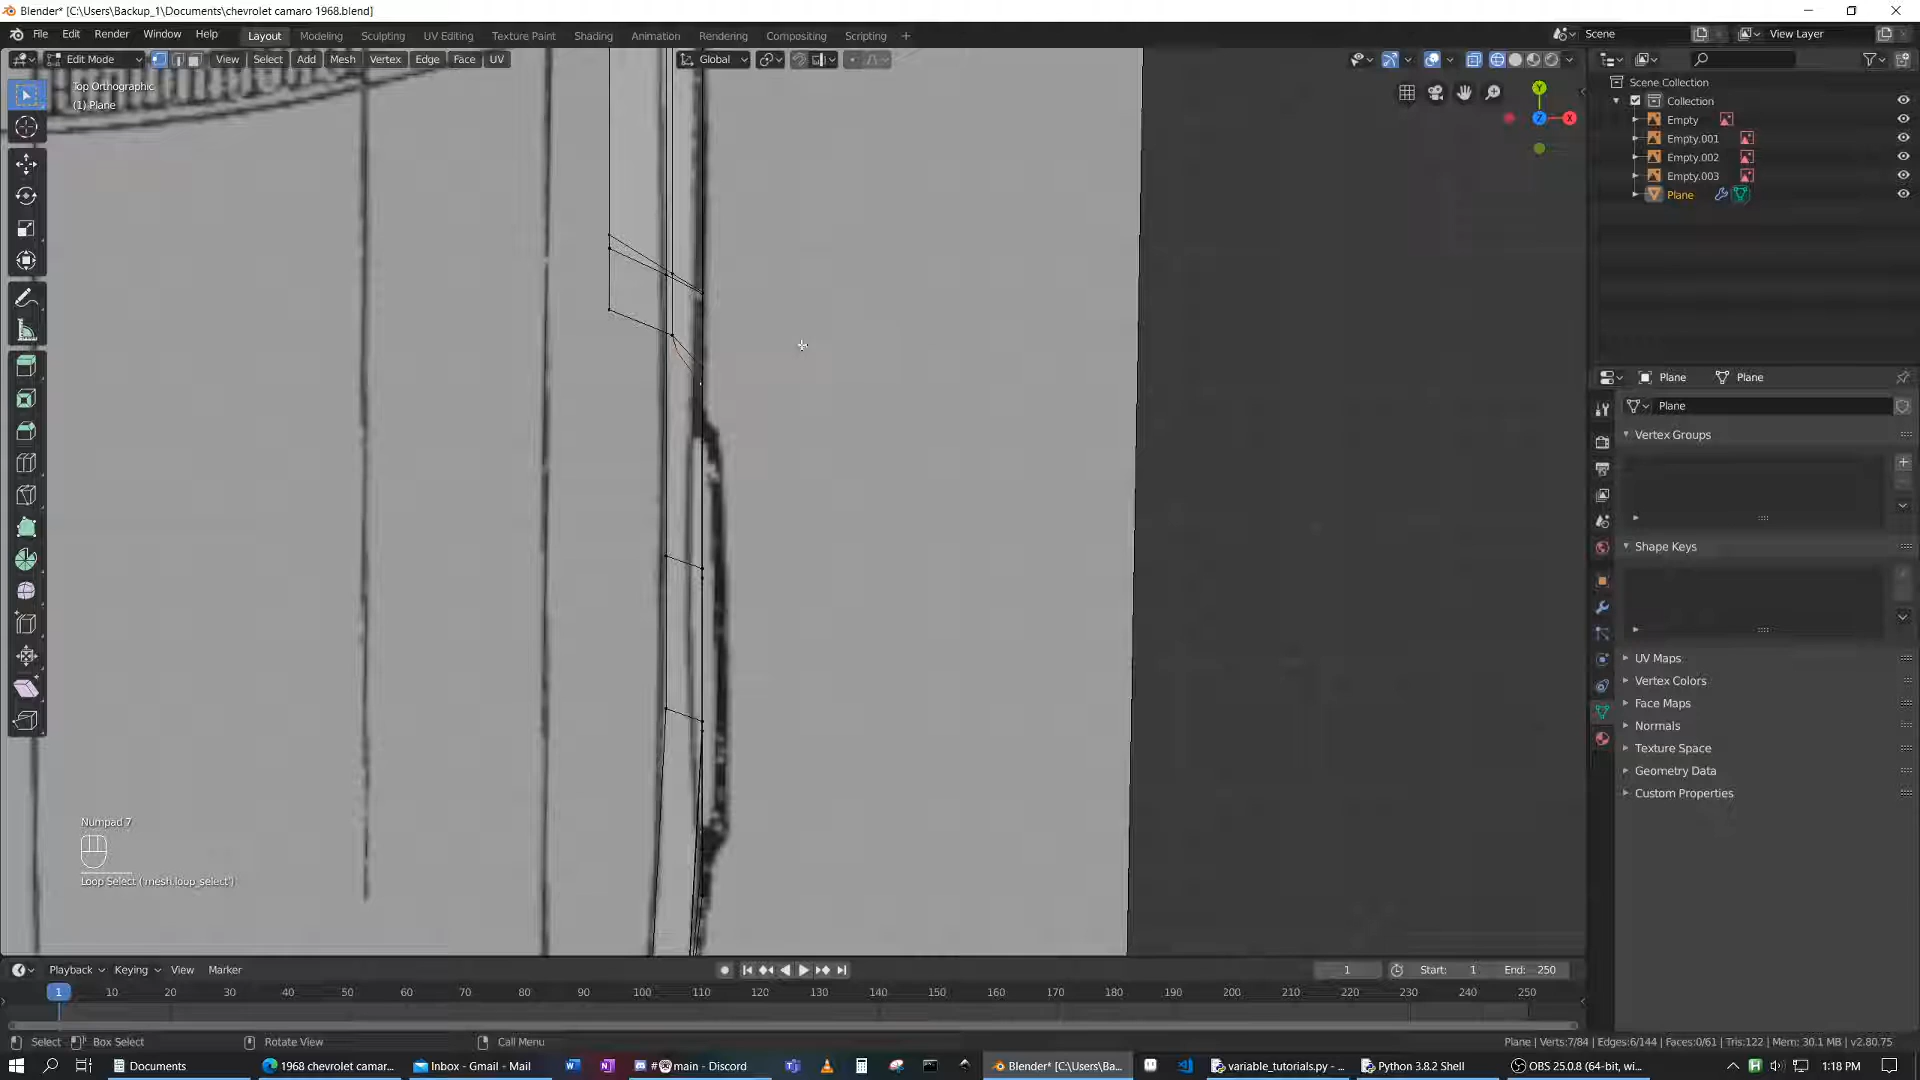 Blender* [C:\Users\Backup_1\Documents\chevrolet camaro 1968.blend]
File Edit Render Window Help Layout Modeling Sculpting UV Editing Texture Paint Shading Animation Rendering Compositing Scripting Scene View Layer
Edit Mode View Select Add Mesh Vertex Edge Face UV Global
Top Orthographic
(1) Plane
Y
Z
X
Scene Collection
Collection
Empty
Empty.001
Empty.002
Empty.003
Plane
Plane Plane
Plane
Vertex Groups
Shape Keys
UV Maps
Vertex Colors
Face Maps
Normals
Texture Space
Geometry Data
Custom Properties
Numpad 7
Loop Select ('mesh.loop_select')
Playback Keying View Marker 1 Start: 1 End: 250
1 10 20 30 40 50 60 70 80 90 100 110 120 130 140 150 160 170 180 190 200 210 220 230 240 250
Select Box Select Rotate View Call Menu Plane | Verts:7/84 | Edges:6/144 | Faces:0/61 | Tris:122 | Mem: 30.1 MB | v2.80.75
Documents 1968 chevrolet camar... Inbox - Gmail - Mail main - Discord Blender* [C:\Users\Ba... variable_tutorials.py - ... Python 3.8.2 Shell OBS 25.0.8 (64-bit, wi... 1:18 PM